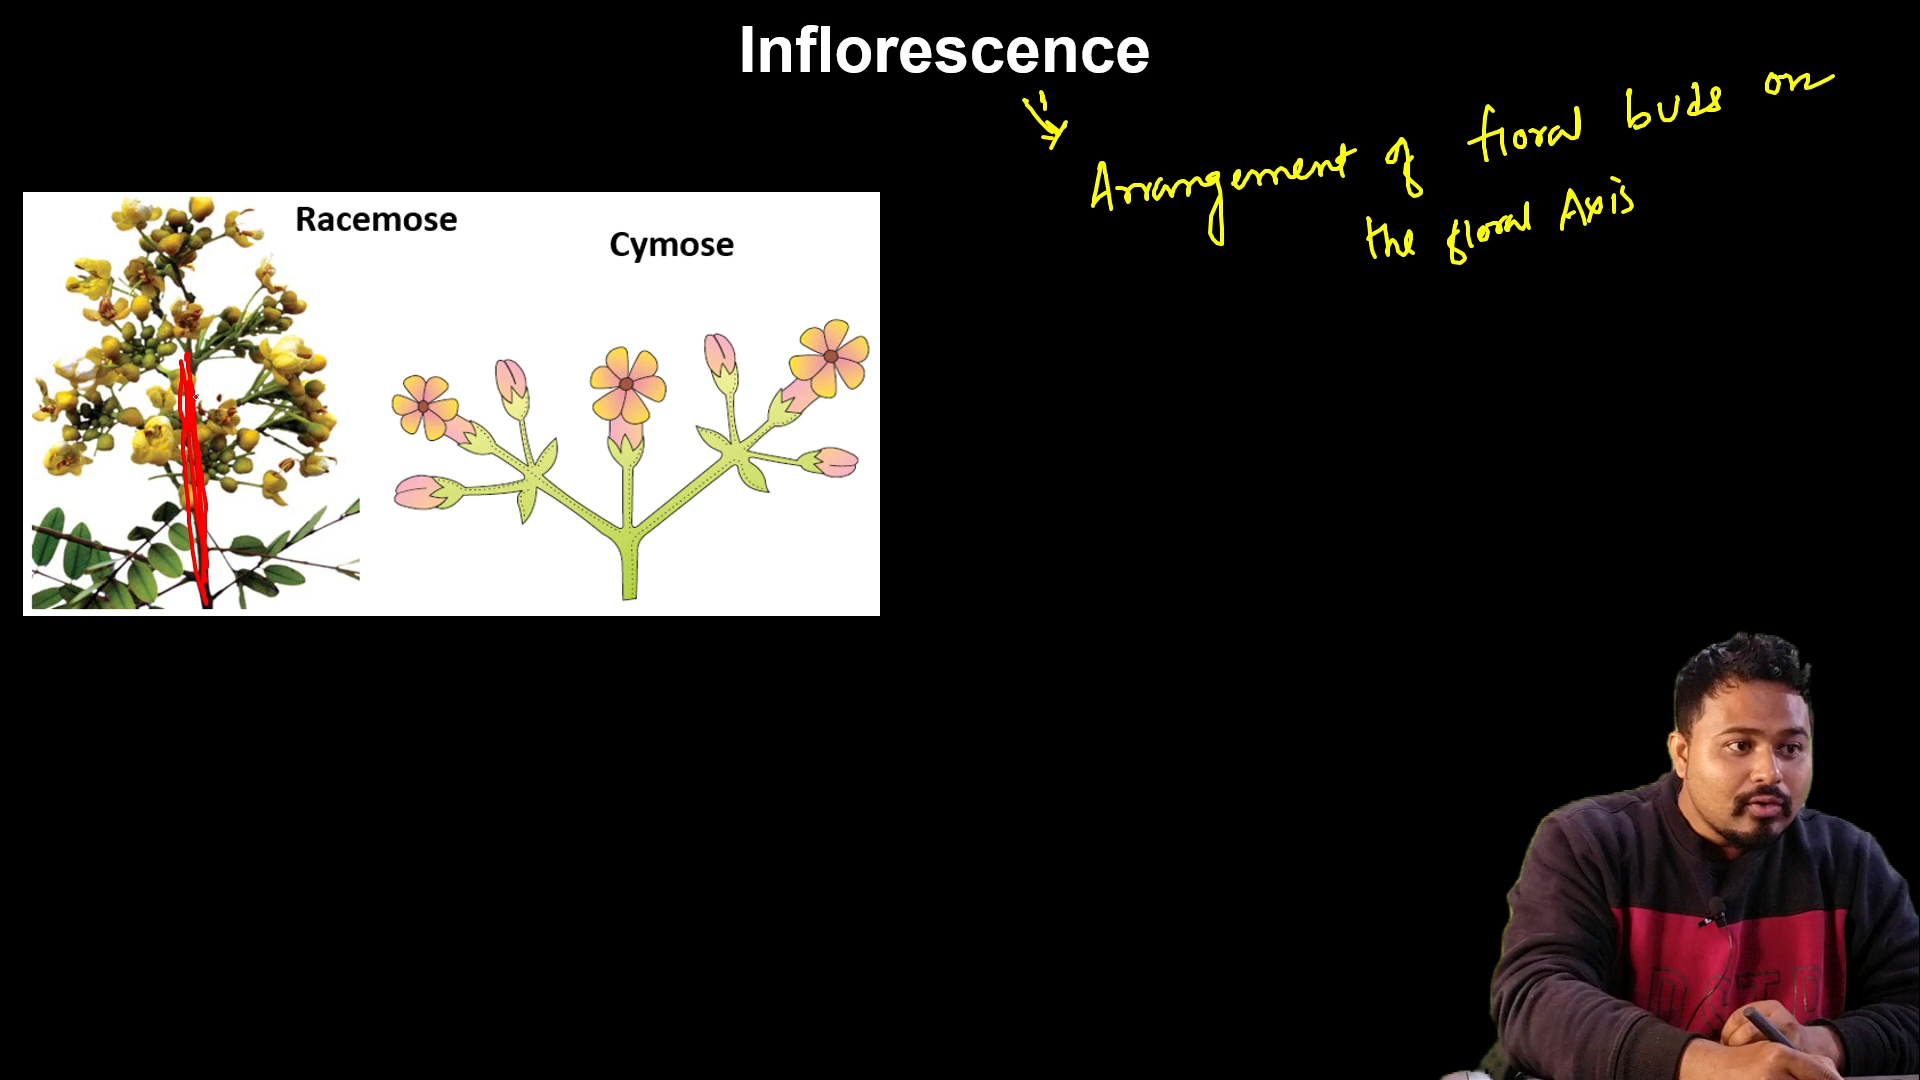 Inflorescence
Arrangement of floral buds on
the floral Axis
Racemose
Cymose